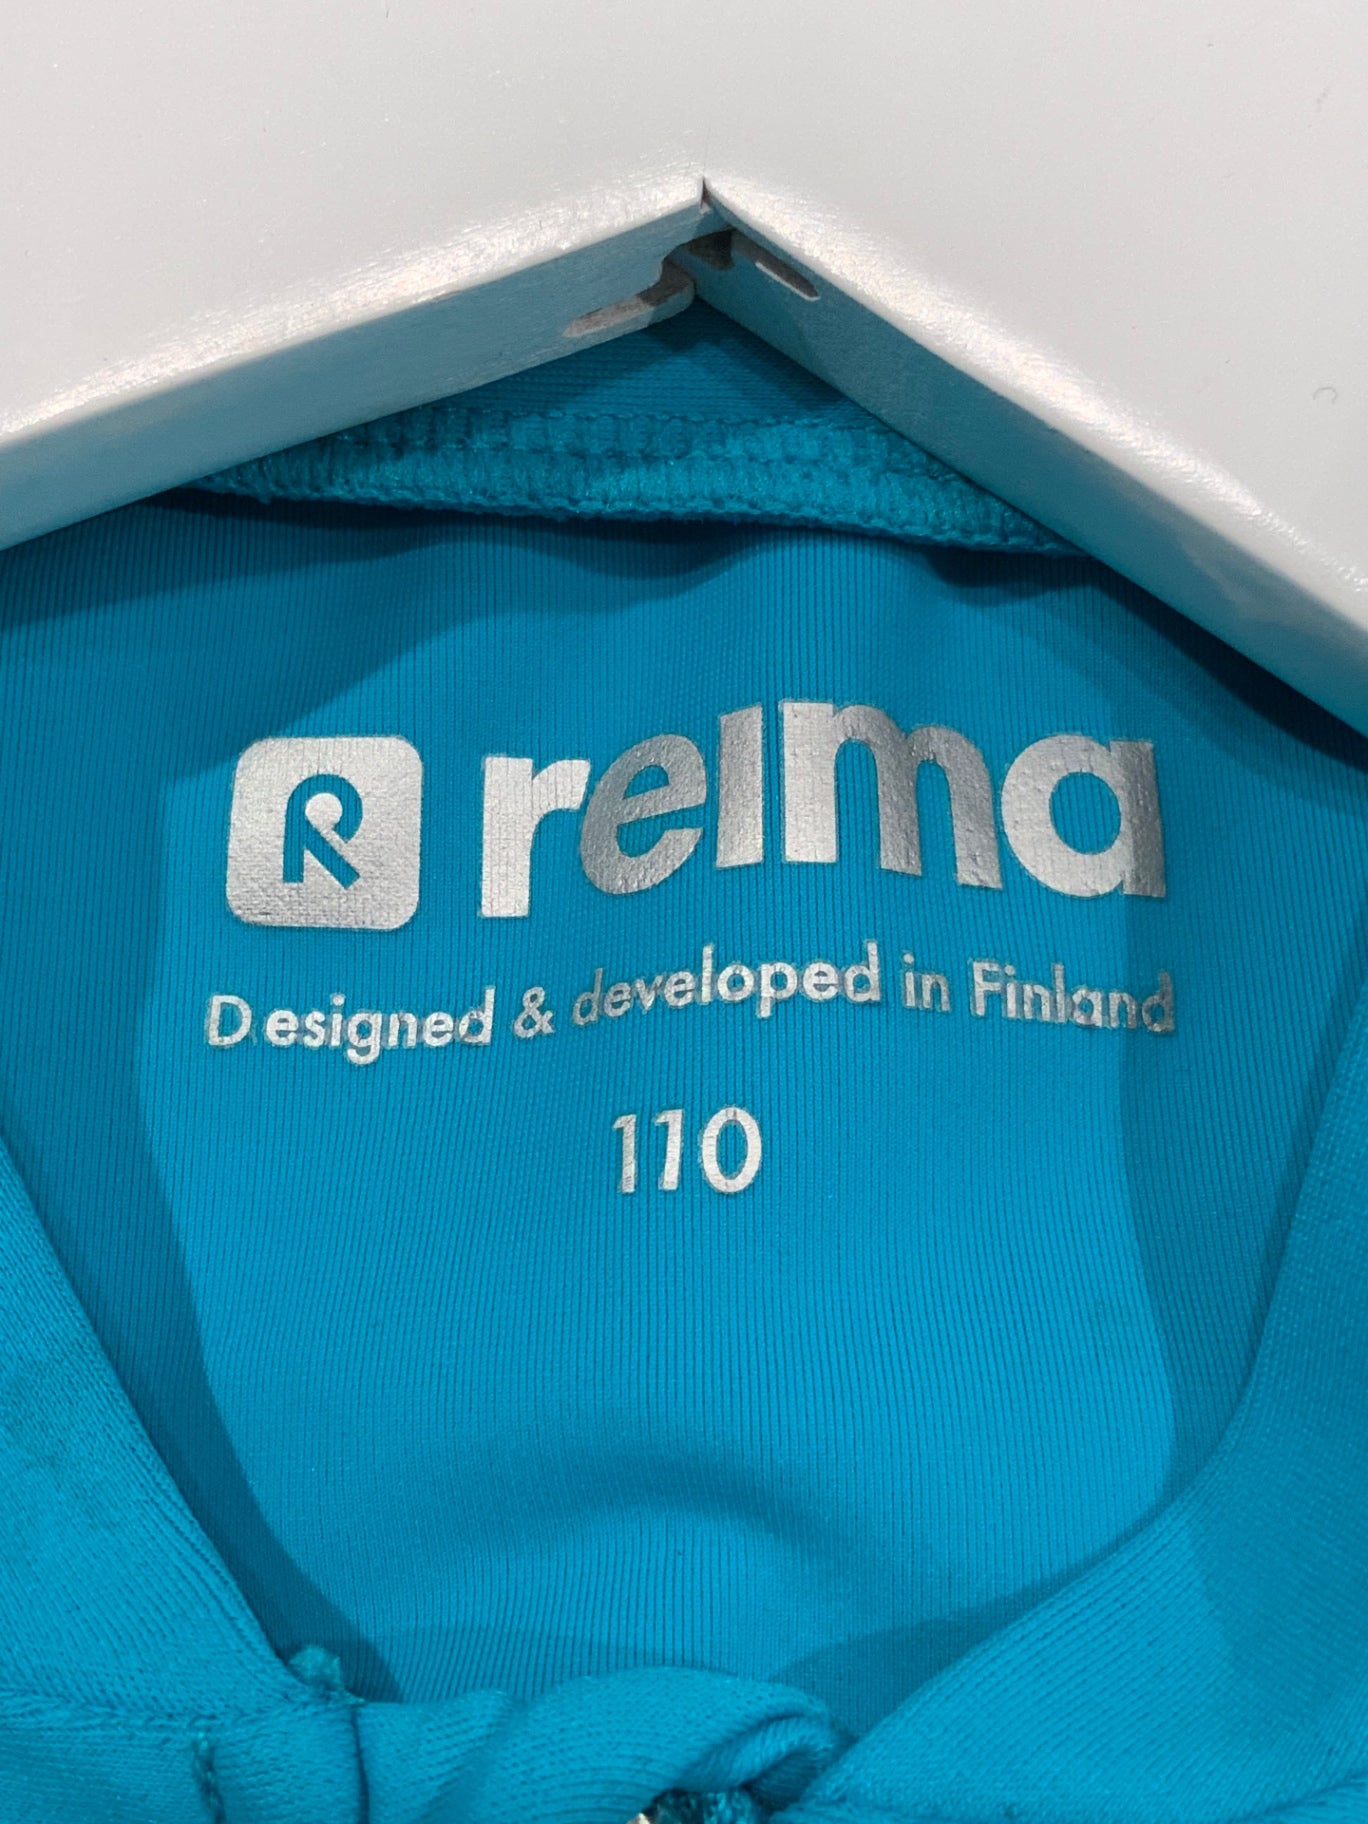 R reima
Designed & developed in Finland
110